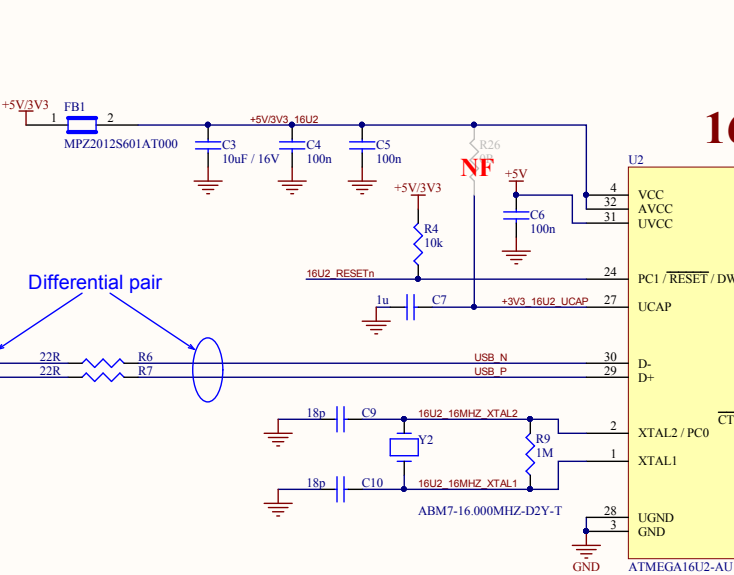 +5V/3V3
FB1
1
2
MPZ2012S601AT000
+5V/3V3_16U2
C3
10uF / 16V
C4
100n
C5
100n
R26
NF
+5V
C6
100n
+5V/3V3
R4
10k
16
U2
4
VCC
32
AVCC
31
UVCC
16U2_RESETn
24
PC1 / RESET / DW
1u
C7
+3V3_16U2_UCAP
27
UCAP
Differential pair
22R
R6
USB_N
30
D-
22R
R7
USB_P
29
D+
18p
C9
16U2_16MHZ_XTAL2
2
XTAL2 / PC0
CT
Y2
R9
1M
1
XTAL1
18p
C10
16U2_16MHZ_XTAL1
ABM7-16.000MHZ-D2Y-T
28
UGND
3
GND
GND
ATMEGA16U2-AU